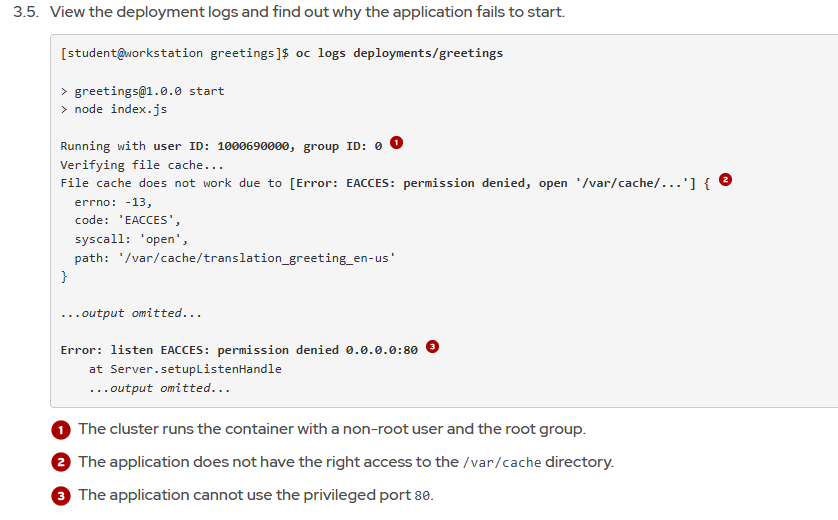 3.5. View the deployment logs and find out why the application fails to start.
[student@workstation greetings]$ oc logs deployments/greetings
> greetings@1.0.0 start
> node index.js
Running with user ID: 1000690000, group ID: 0 1
Verifying file cache...
File cache does not work due to [Error: EACCES: permission denied, open '/var/cache/...'] { 2
errno: -13,
code: 'EACCES',
syscall: 'open',
path: '/var/cache/translation_greeting_en-us'
}
...output omitted...
Error: listen EACCES: permission denied 0.0.0.0:80 3
at Server.setupListenHandle
...output omitted...
1 The cluster runs the container with a non-root user and the root group.
2 The application does not have the right access to the /var/cache directory.
3 The application cannot use the privileged port 80.